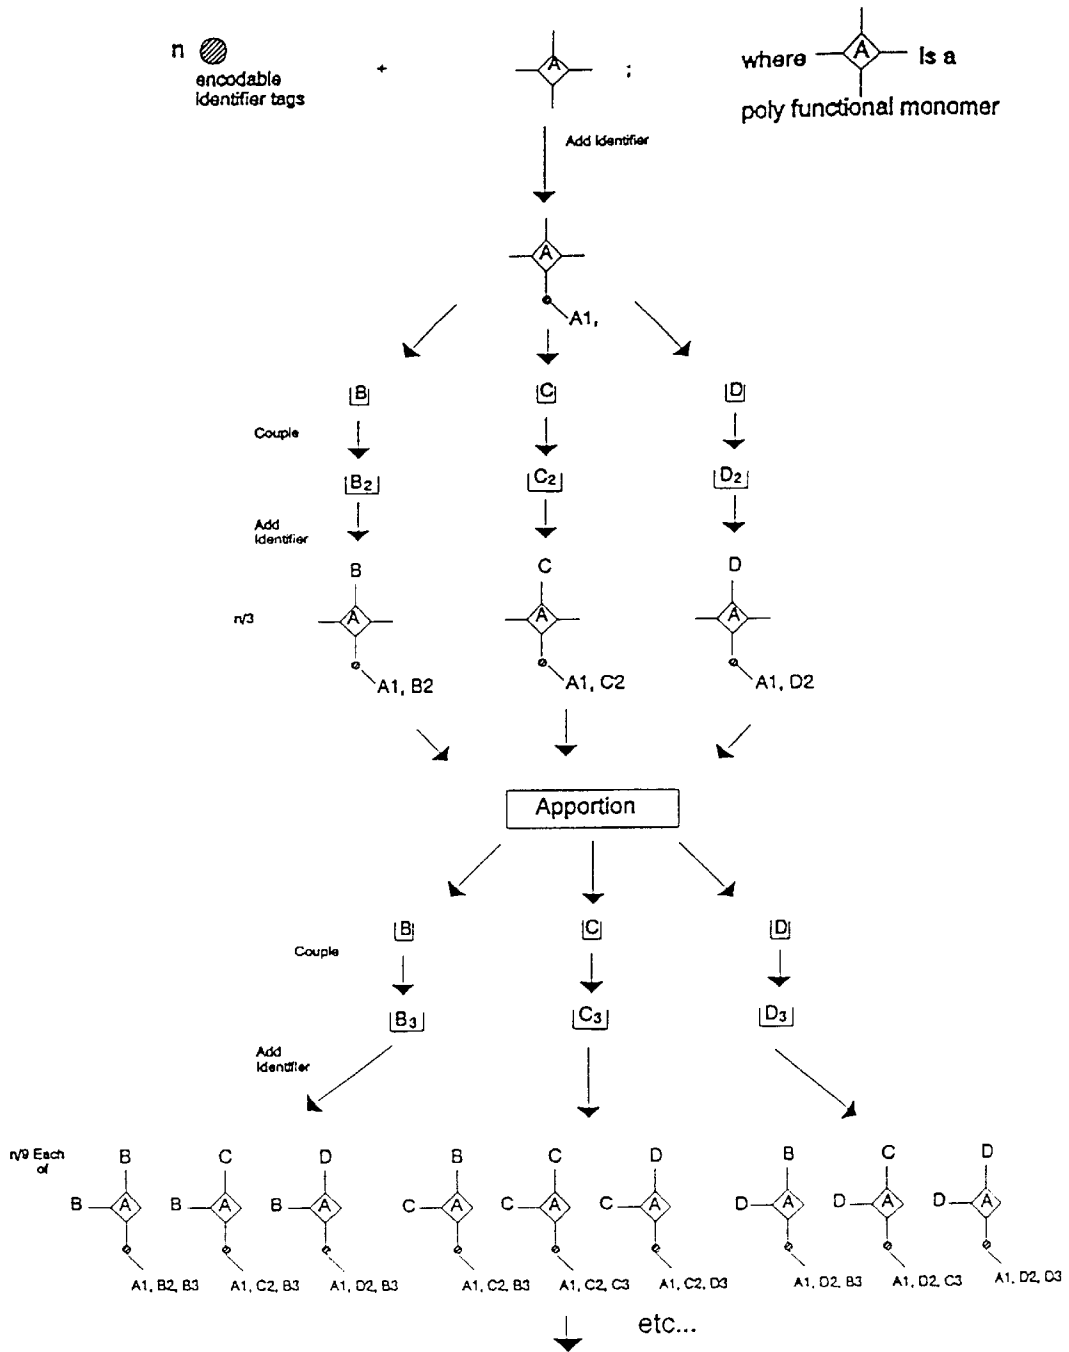 n
encodable
identifier tags
+
A
;
where
A
is a
poly functional monomer
Add Identifier
A
A1,
B
C
D
Couple
B2
C2
D2
Add
Identifier
B
C
D
n/3
A
A
A
A1, B2
A1, C2
A1, D2
Apportion
B
C
D
Couple
B3
C3
D3
Add
Identifier
n/9 Each
of
B
C
D
B
C
D
B
C
D
B
A
B
A
B
A
C
A
C
A
C
A
D
A
D
A
D
A
A1, B2, B3
A1, C2, B3
A1, D2, B3
A1, C2, B3
A1, C2, C3
A1, C2, D3
A1, D2, B3
A1, D2, C3
A1, D2, D3
etc...